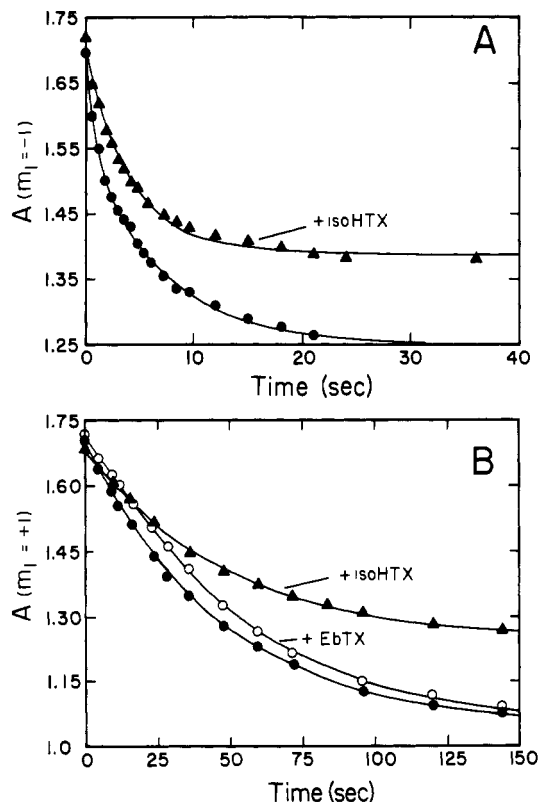 A
1.75
1.65
1.55
1.45
1.35
1.25
A (mI = -1)
+ isoHTX
0 10 20 30 40
Time (sec)
B
1.75
1.60
1.45
1.30
1.15
1.0
A (mI = +1)
+ isoHTX
+ EbTX
0 25 50 75 100 125 150
Time (sec)